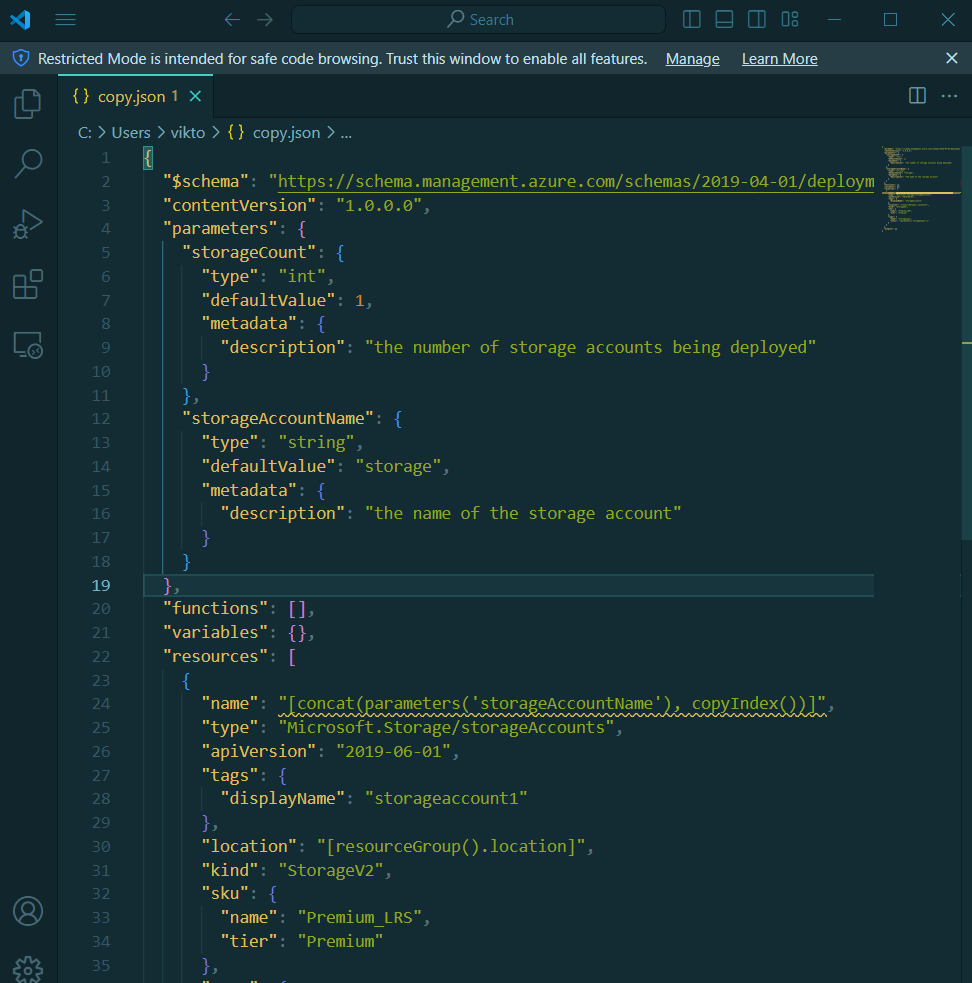 Search
Restricted Mode is intended for safe code browsing. Trust this window to enable all features. Manage Learn More
{} copy.json 1
C: > Users > vikto > {} copy.json > ...
1 {
2 "$schema": "https://schema.management.azure.com/schemas/2019-04-01/deploym
3 "contentVersion": "1.0.0.0",
4 "parameters": {
5 "storageCount": {
6 "type": "int",
7 "defaultValue": 1,
8 "metadata": {
9 "description": "the number of storage accounts being deployed"
10 }
11 },
12 "storageAccountName": {
13 "type": "string",
14 "defaultValue": "storage",
15 "metadata": {
16 "description": "the name of the storage account"
17 }
18 }
19 },
20 "functions": [],
21 "variables": {},
22 "resources": [
23 {
24 "name": "[concat(parameters('storageAccountName'), copyIndex())]",
25 "type": "Microsoft.Storage/storageAccounts",
26 "apiVersion": "2019-06-01",
27 "tags": {
28 "displayName": "storageaccount1"
29 },
30 "location": "[resourceGroup().location]",
31 "kind": "StorageV2",
32 "sku": {
33 "name": "Premium_LRS",
34 "tier": "Premium"
35 },